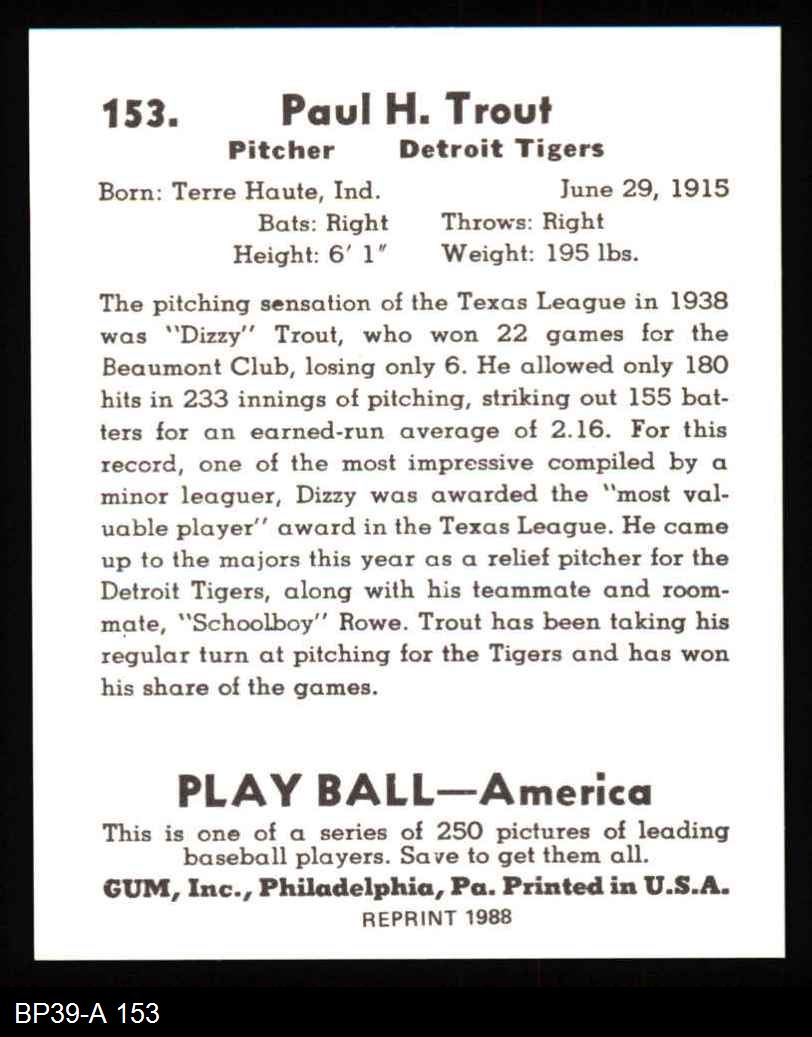 153. Paul H. Trout
Pitcher Detroit Tigers
Born: Terre Haute, Ind. June 29, 1915
Bats: Right Throws: Right
Height: 6' 1" Weight: 195 lbs.
The pitching sensation of the Texas League in 1938
was "Dizzy" Trout, who won 22 games for the
Beaumont Club, losing only 6. He allowed only 180
hits in 233 innings of pitching, striking out 155 bat-
ters for an earned-run average of 2.16. For this
record, one of the most impressive compiled by a
minor leaguer, Dizzy was awarded the "most val-
uable player" award in the Texas League. He came
up to the majors this year as a relief pitcher for the
Detroit Tigers, along with his teammate and room-
mate, "Schoolboy" Rowe. Trout has been taking his
regular turn at pitching for the Tigers and has won
his share of the games.
PLAY BALL—America
This is one of a series of 250 pictures of leading
baseball players. Save to get them all.
GUM, Inc., Philadelphia, Pa. Printed in U.S.A.
REPRINT 1988
BP39-A 153